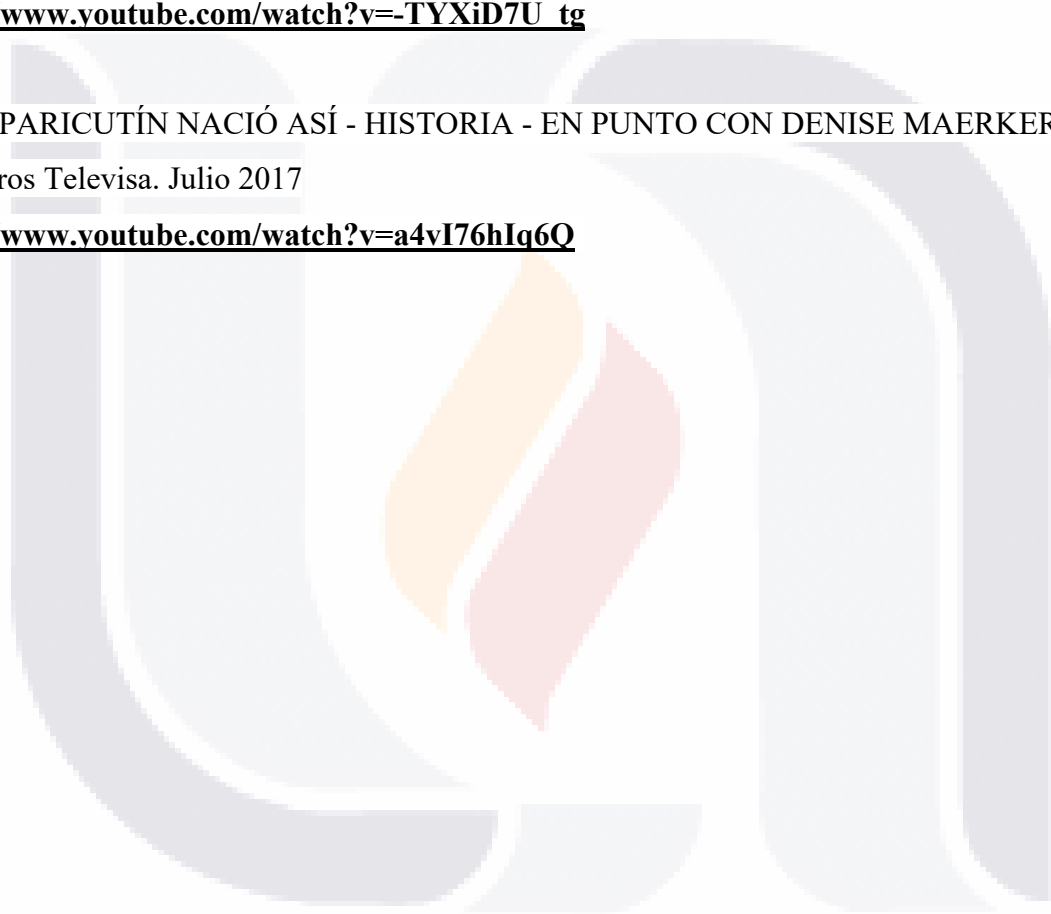 www.youtube.com/watch?v=-TYXiD7U_tg
PARICUTÍN NACIÓ ASÍ - HISTORIA - EN PUNTO CON DENISE MAERKER
ros Televisa. Julio 2017
www.youtube.com/watch?v=a4vI76hIq6Q